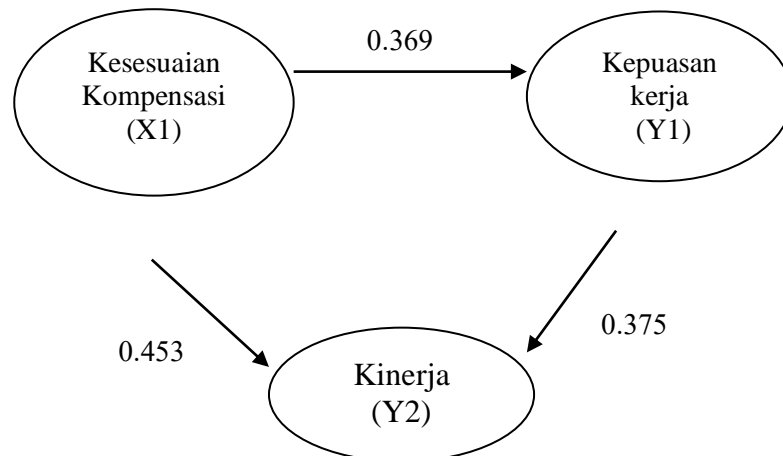 0.369
Kesesuaian
Kompensasi
(X1)
Kepuasan
kerja
(Y1)
0.453
0.375
Kinerja
(Y2)